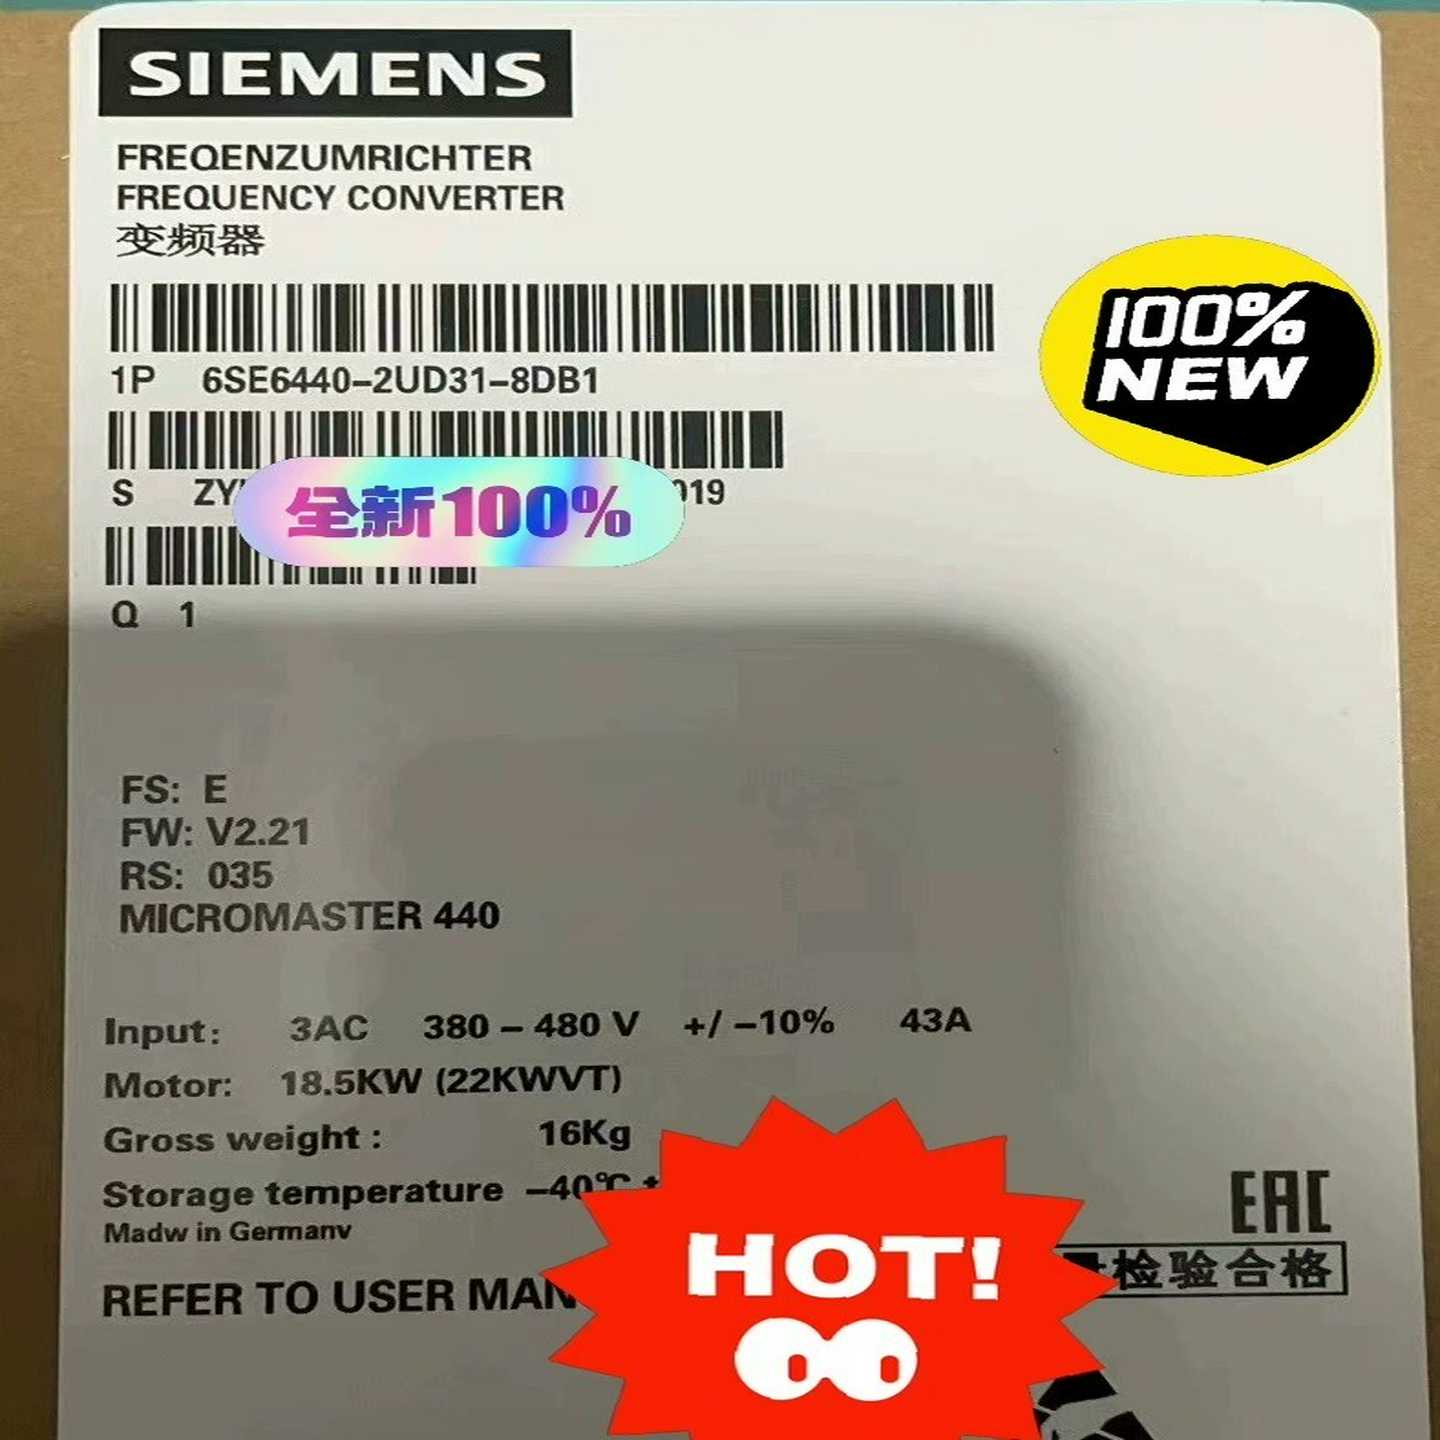 SIEMENS
FREQENZUMRICHTER
FREQUENCY CONVERTER
变频器
1P 6SE6440-2UD31-8DB1
S ZY 019
全新100%
Q 1
100%
NEW
FS: E
FW: V2.21
RS: 035
MICROMASTER 440
Input: 3AC 380 - 480 V +/-10% 43A
Motor: 18.5KW (22KWVT)
Gross weight : 16Kg
Storage temperature -40℃
Madw in Germanv
REFER TO USER MAN
HOT!
EAC
检验合格